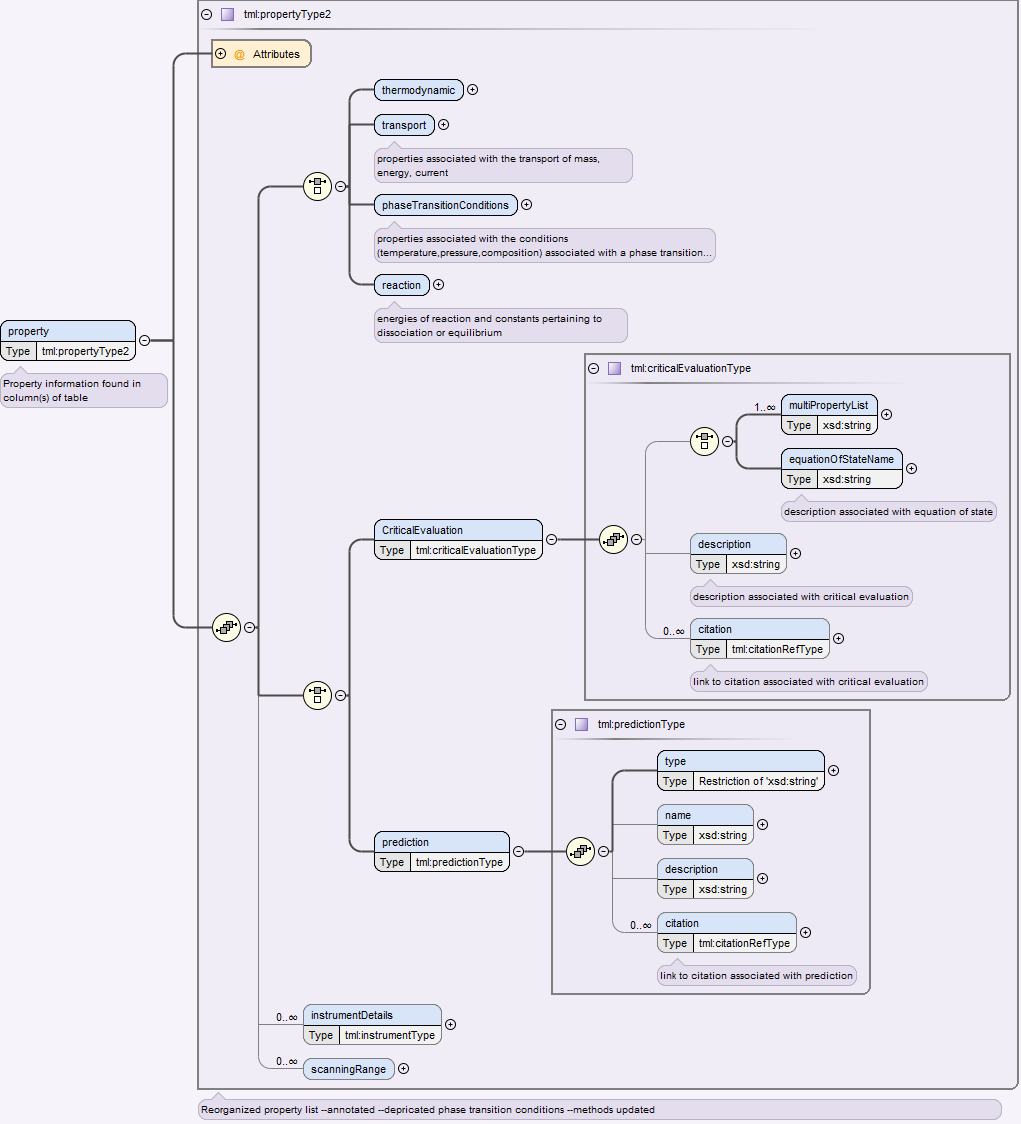 tml:propertyType2
@ Attributes
thermodynamic
transport
properties associated with the transport of mass,
energy, current
phaseTransitionConditions
properties associated with the conditions
(temperature,pressure,composition) associated with a phase transition...
reaction
energies of reaction and constants pertaining to
dissociation or equilibrium
property
Type tml:propertyType2
Property information found in
column(s) of table
tml:criticalEvaluationType
1..∞
multiPropertyList
Type xsd:string
equationOfStateName
Type xsd:string
description associated with equation of state
CriticalEvaluation
Type tml:criticalEvaluationType
description
Type xsd:string
description associated with critical evaluation
0..∞
citation
Type tml:citationRefType
link to citation associated with critical evaluation
tml:predictionType
type
Type Restriction of 'xsd:string'
name
Type xsd:string
prediction
Type tml:predictionType
description
Type xsd:string
0..∞
citation
Type tml:citationRefType
link to citation associated with prediction
0..∞
instrumentDetails
Type tml:instrumentType
0..∞
scanningRange
Reorganized property list --annotated --depricated phase transition conditions --methods updated